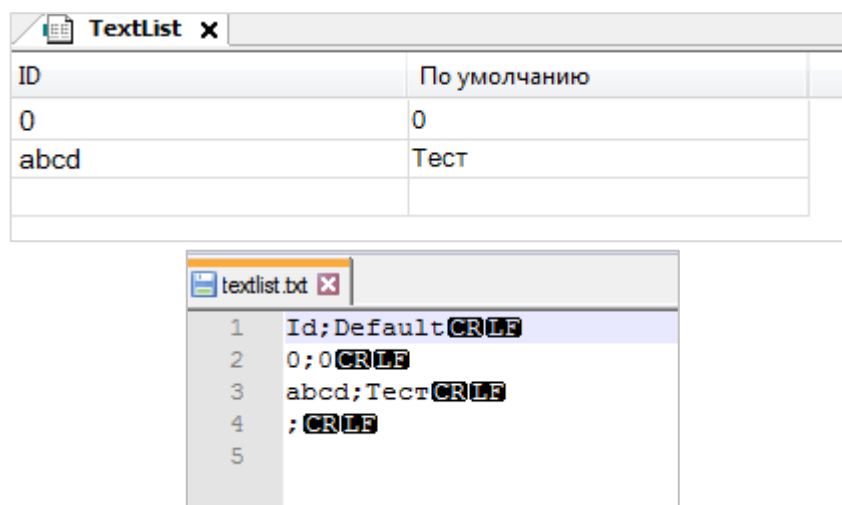 TextList
ID По умолчанию
0 0
abcd Тест
textlist.txt
1 Id;DefaultCRLF
2 0;0CRLF
3 abcd;ТестCRLF
4 ;CRLF
5